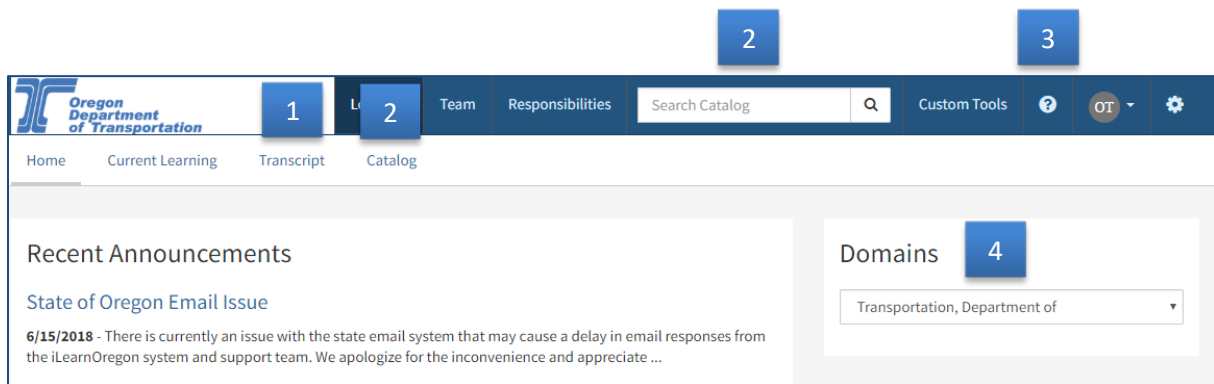 2
3
Oregon
Department
of Transportation
1
2
Team
Responsibilities
Search Catalog
Custom Tools
?
OT
Home
Current Learning
Transcript
Catalog
Recent Announcements
Domains
4
State of Oregon Email Issue
Transportation, Department of
6/15/2018 - There is currently an issue with the state email system that may cause a delay in email responses from
the iLearnOregon system and support team. We apologize for the inconvenience and appreciate ...